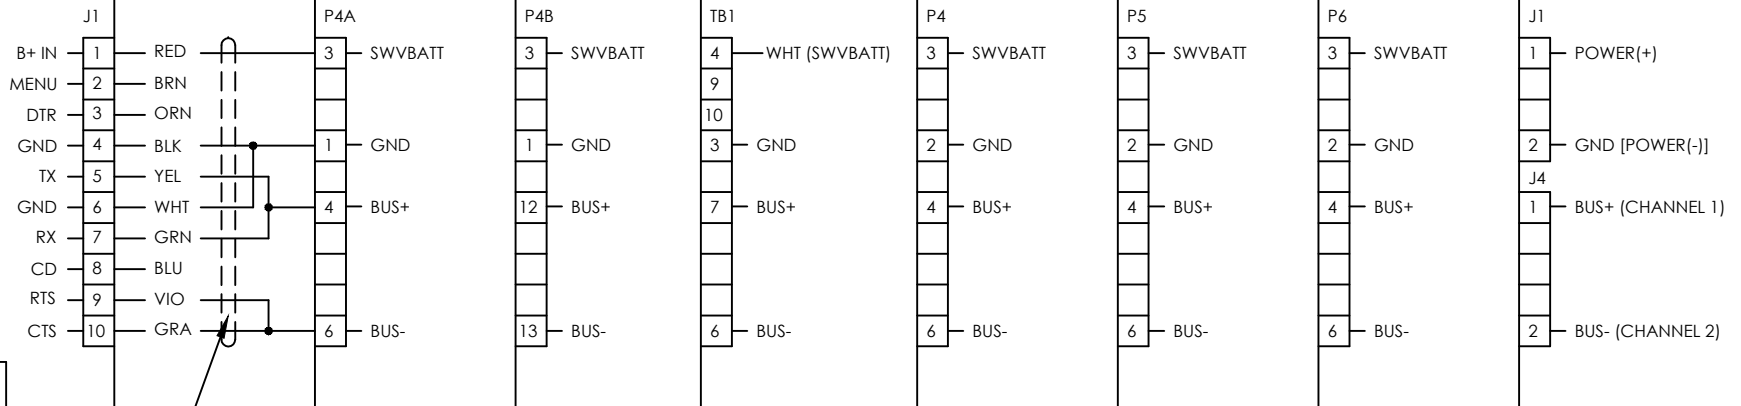 J1 P4A P4B TB1 P4 P5 P6 J1
B+ IN 1 RED 3 SWVBATT 3 SWVBATT 4 WHT (SWVBATT) 3 SWVBATT 3 SWVBATT 3 SWVBATT 1 POWER(+)
MENU 2 BRN 9
DTR 3 ORN 10
GND 4 BLK 1 GND 1 GND 3 GND 2 GND 2 GND 2 GND 2 GND [POWER(-)]
TX 5 YEL J4
GND 6 WHT 4 BUS+ 12 BUS+ 7 BUS+ 4 BUS+ 4 BUS+ 4 BUS+ 1 BUS+ (CHANNEL 1)
RX 7 GRN
CD 8 BLU
RTS 9 VIO
CTS 10 GRA 6 BUS- 13 BUS- 6 BUS- 6 BUS- 6 BUS- 6 BUS- 2 BUS- (CHANNEL 2)